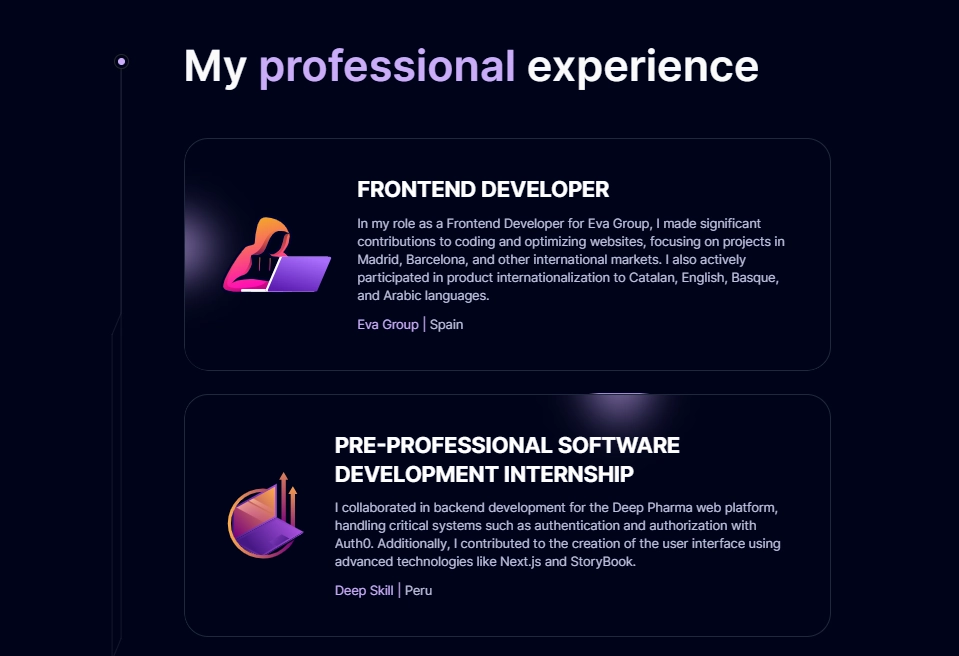 My professional experience
FRONTEND DEVELOPER
In my role as a Frontend Developer for Eva Group, I made significant
contributions to coding and optimizing websites, focusing on projects in
Madrid, Barcelona, and other international markets. I also actively
participated in product internationalization to Catalan, English, Basque,
and Arabic languages.
Eva Group | Spain
PRE-PROFESSIONAL SOFTWARE
DEVELOPMENT INTERNSHIP
I collaborated in backend development for the Deep Pharma web platform,
handling critical systems such as authentication and authorization with
Auth0. Additionally, I contributed to the creation of the user interface using
advanced technologies like Next.js and StoryBook.
Deep Skill | Peru